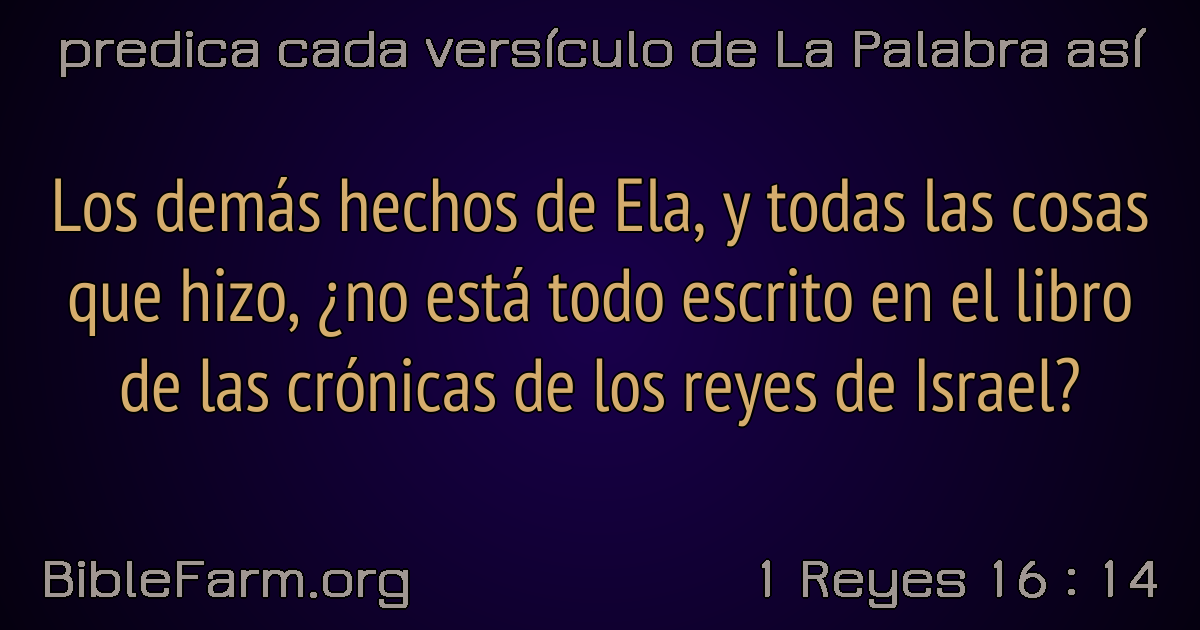 predica cada versículo de La Palabra así
Los demás hechos de Ela, y todas las cosas
que hizo, ¿no está todo escrito en el libro
de las crónicas de los reyes de Israel?
BibleFarm.org
1 Reyes 16 : 14